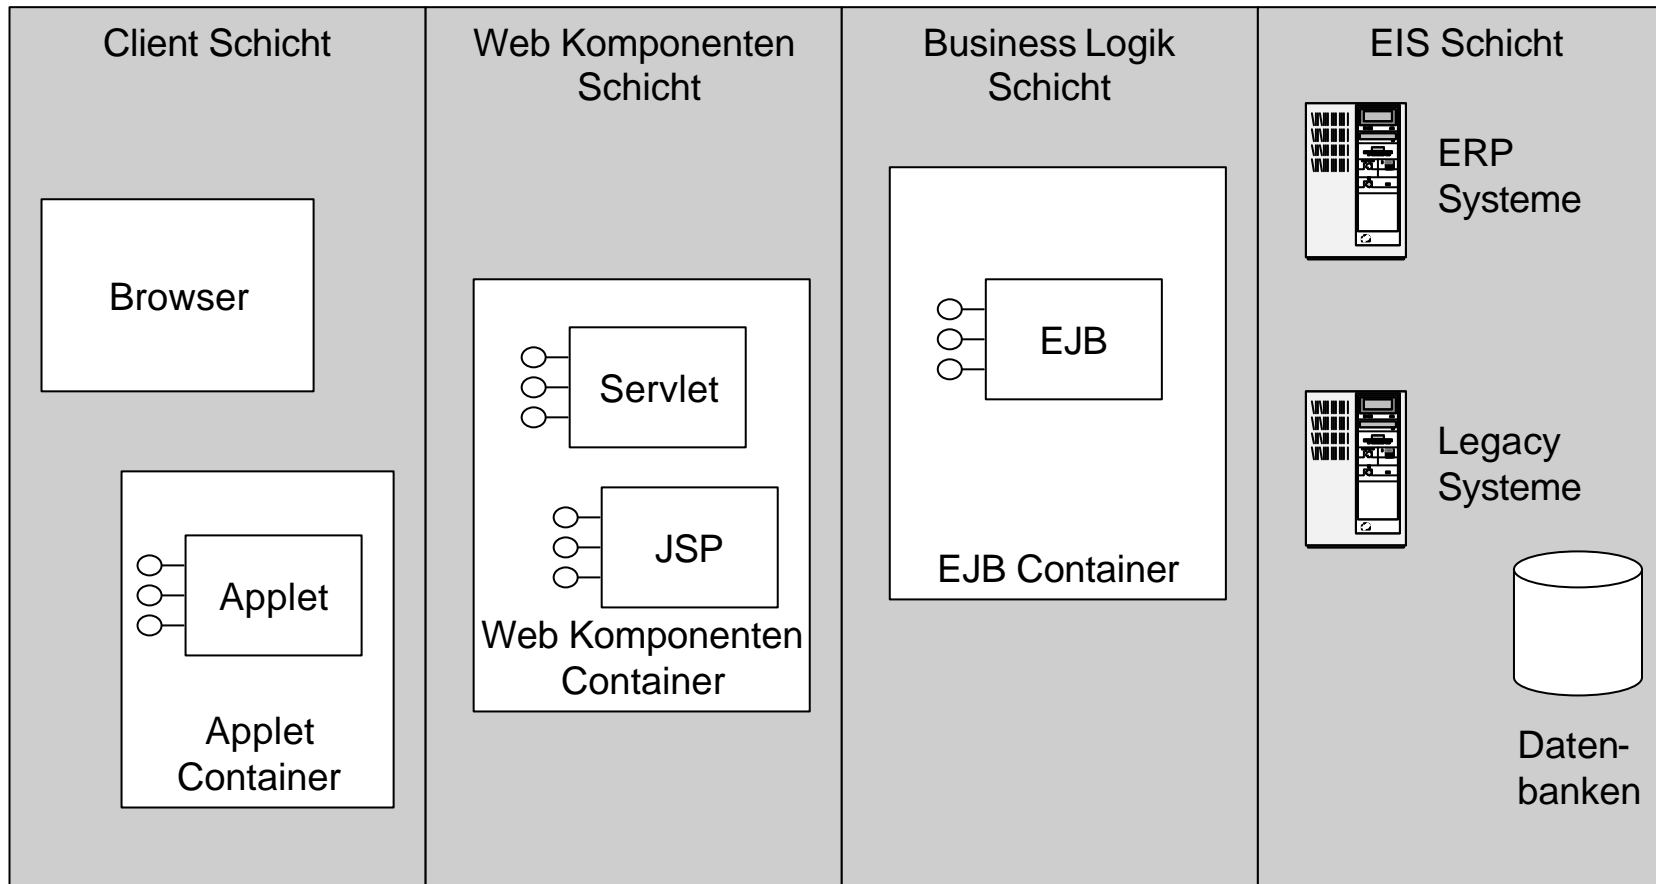 Client Schicht
Browser
Applet
Applet
Container
Web Komponenten
Schicht
Servlet
JSP
Web Komponenten
Container
Business Logik
Schicht
EJB
EJB Container
EIS Schicht
ERP
Systeme
Legacy
Systeme
Daten-
banken